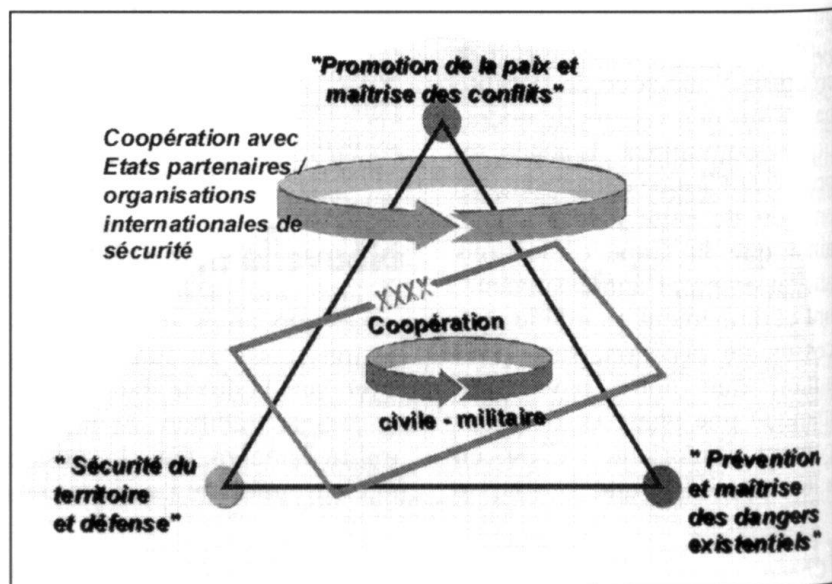 "Promotion de la paix et
maîtrise des conflits"
Coopération avec
Etats partenaires /
organisations
internationales de
sécurité
XXXX
Coopération
civile - militaire
" Sécurité du
territoire
et défense"
" Prévention
et maîtrise
des dangers
existentiels"